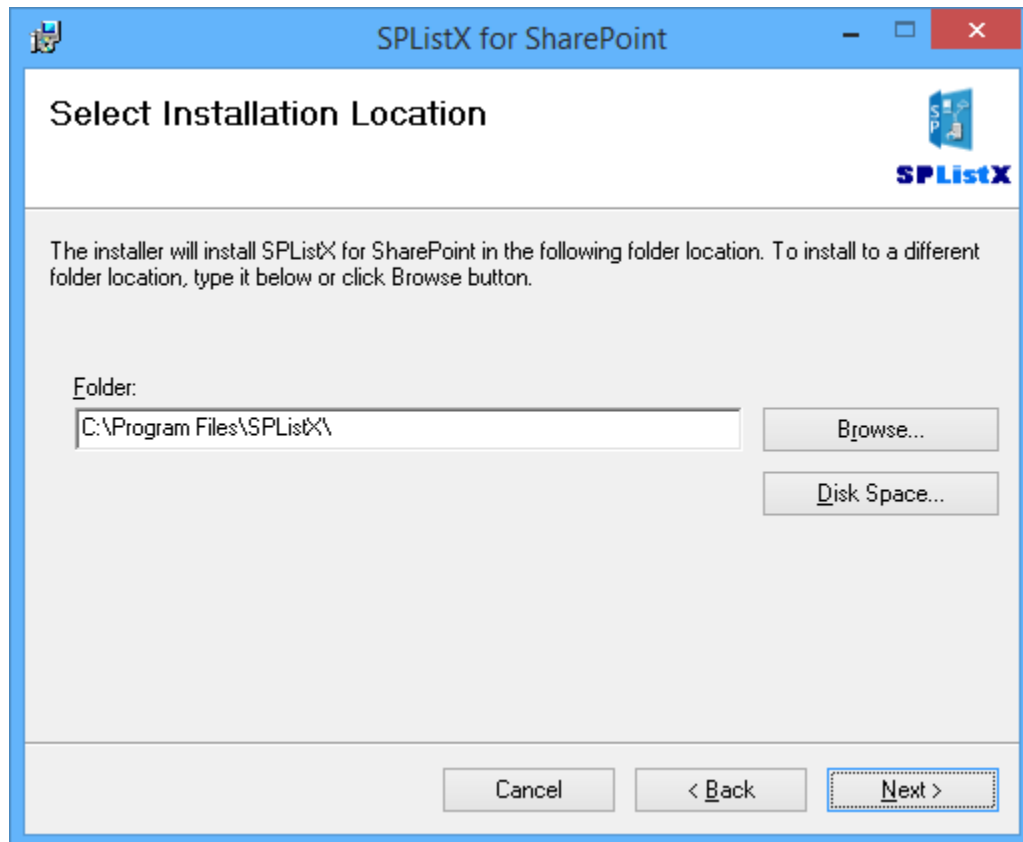 SPListX for SharePoint
Select Installation Location
SP
SPListX
The installer will install SPListX for SharePoint in the following folder location. To install to a different
folder location, type it below or click Browse button.
Folder:
C:\Program Files\SPListX\
Browse...
Disk Space...
Cancel
< Back
Next >